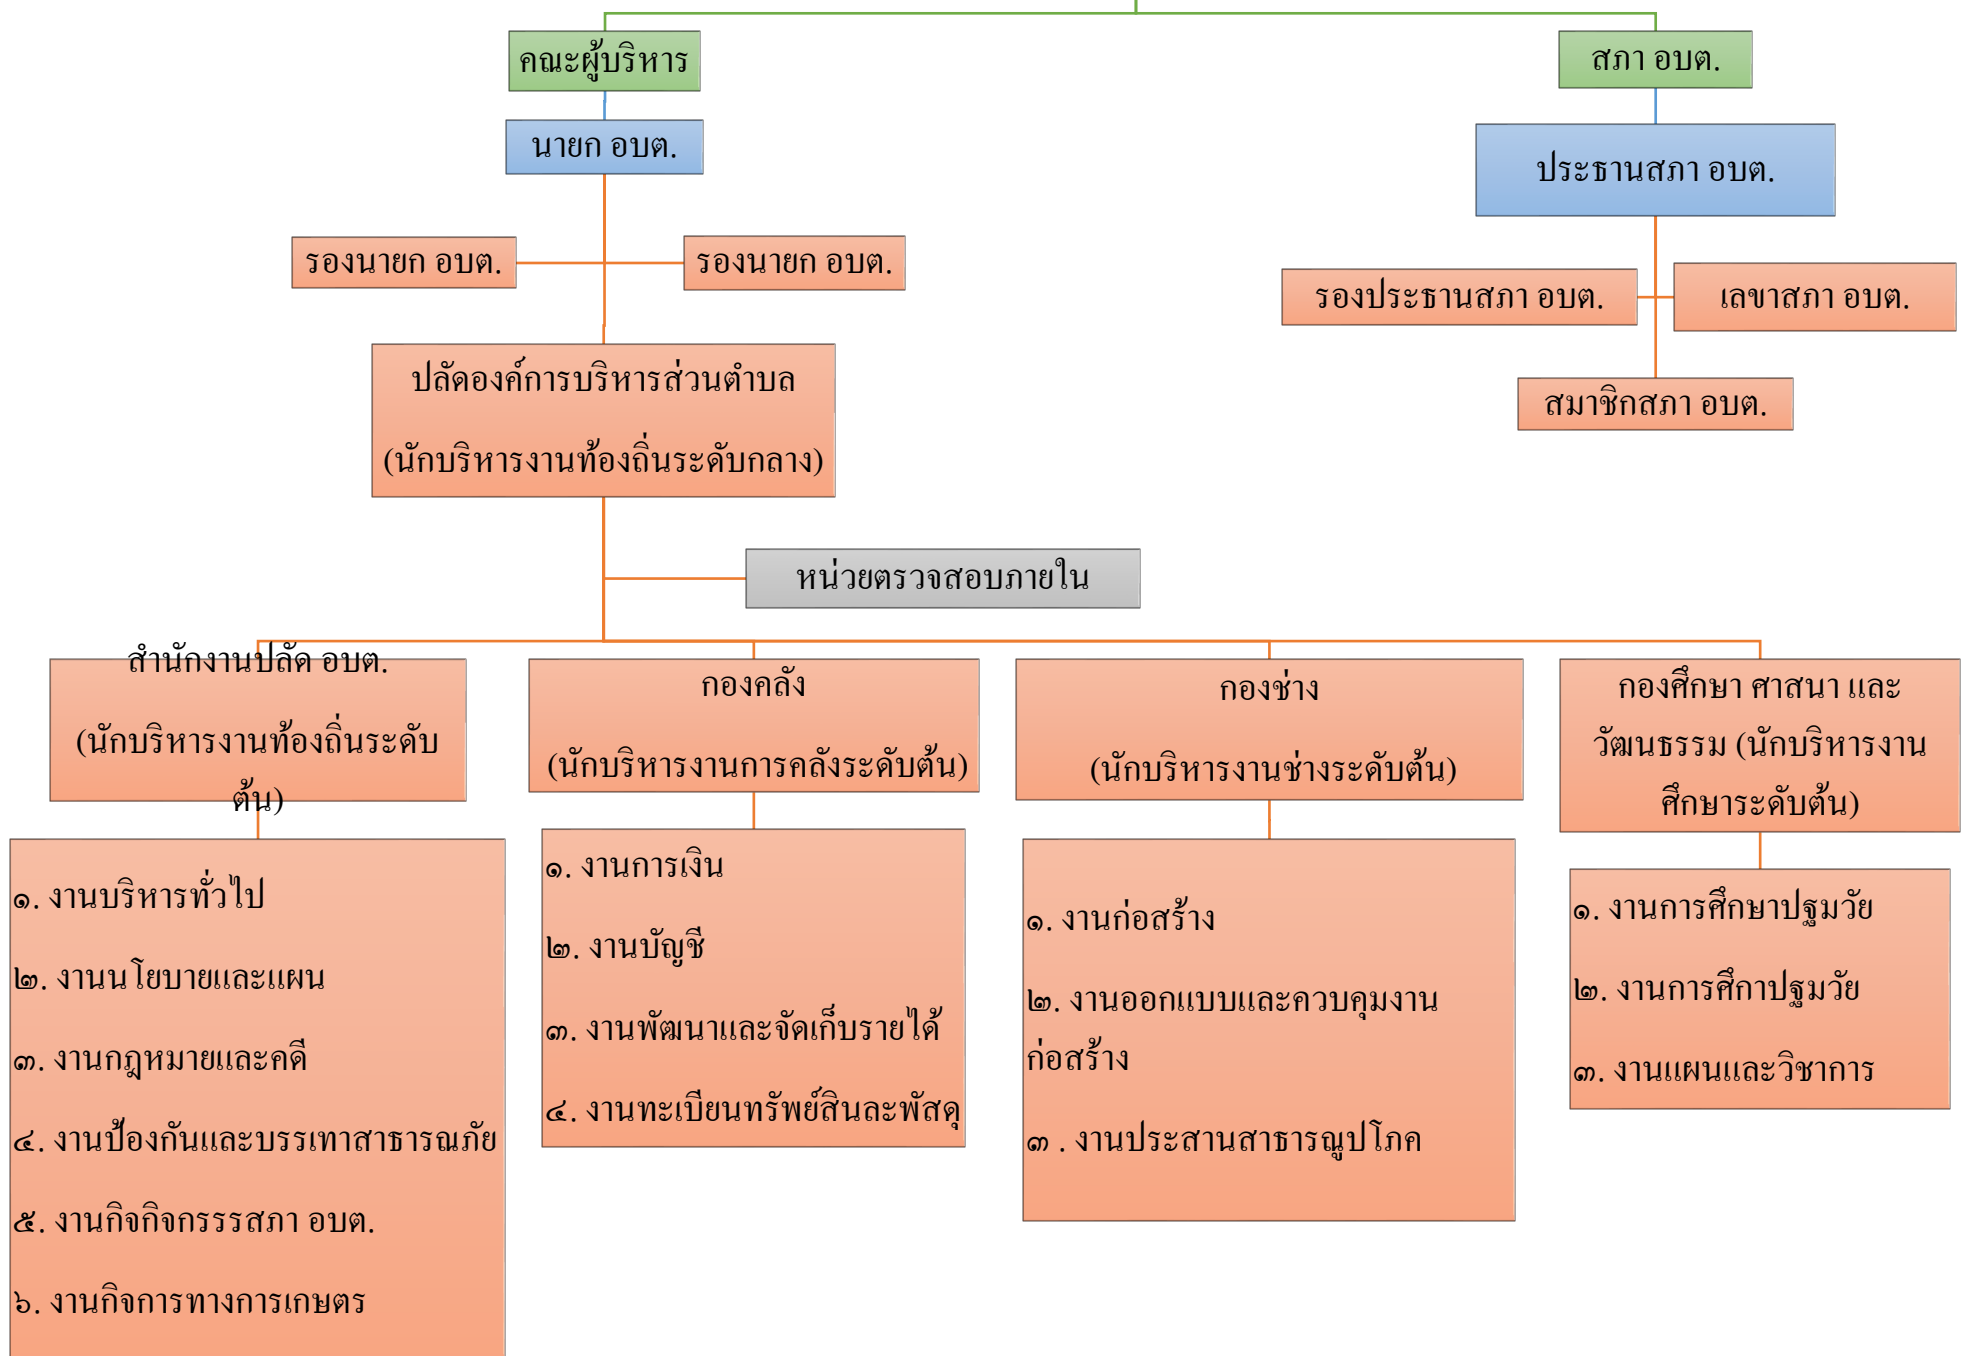 คณะผู้บริหาร
สภา อบต.
นายก อบต.
ประธานสภา อบต.
รองนายก อบต.
รองนายก อบต.
รองประธานสภา อบต.
เลขาสภา อบต.
ปลัดองค์การบริหารส่วนตำบล
(นักบริหารงานท้องถิ่นระดับกลาง)
สมาชิกสภา อบต.
หน่วยตรวจสอบภายใน
สำนักงานปลัด อบต.
(นักบริหารงานท้องถิ่นระดับ
ต้น)
กองคลัง
(นักบริหารงานการคลังระดับต้น)
กองช่าง
(นักบริหารงานช่างระดับต้น)
กองศึกษา ศาสนา และ
วัฒนธรรม (นักบริหารงาน
ศึกษาระดับต้น)
๑. งานบริหารทั่วไป
๒. งานนโยบายและแผน
๓. งานกฎหมายและคดี
๔. งานป้องกันและบรรเทาสาธารณภัย
๕. งานกิจกิจกรรรสภา อบต.
๖. งานกิจการทางการเกษตร
๑. งานการเงิน
๒. งานบัญชี
๓. งานพัฒนาและจัดเก็บรายได้
๔. งานทะเบียนทรัพย์สินละพัสดุ
๑. งานก่อสร้าง
๒. งานออกแบบและควบคุมงาน
ก่อสร้าง
๓ . งานประสานสาธารณูปโภค
๑. งานการศึกษาปฐมวัย
๒. งานการศึกาปฐมวัย
๓. งานแผนและวิชาการ